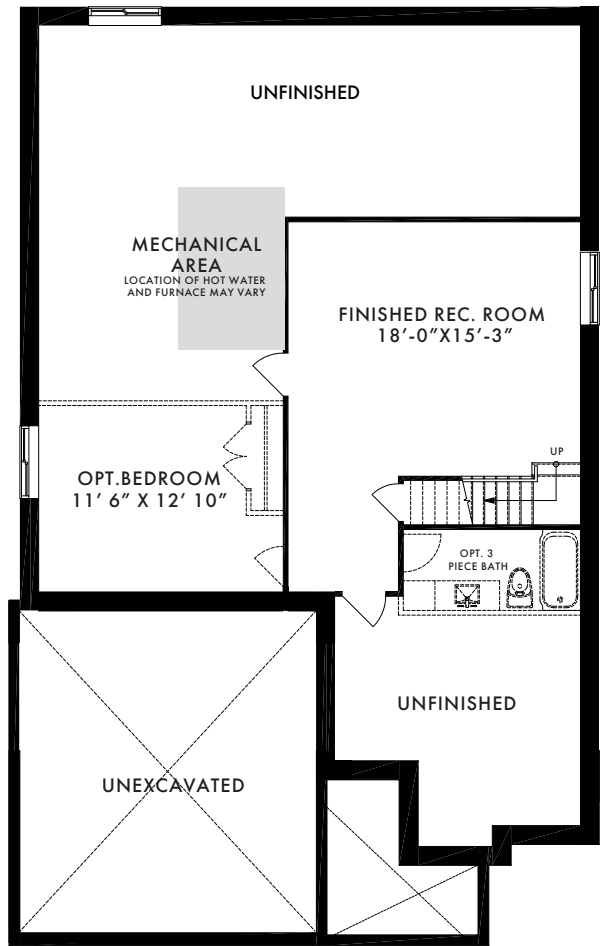 UNFINISHED
MECHANICAL
AREA
LOCATION OF HOT WATER
AND FURNACE MAY VARY
FINISHED REC. ROOM
18'-0"X15'-3"
UP
OPT.BEDROOM
11' 6" X 12' 10"
OPT. 3
PIECE BATH
UNFINISHED
UNEXCAVATED